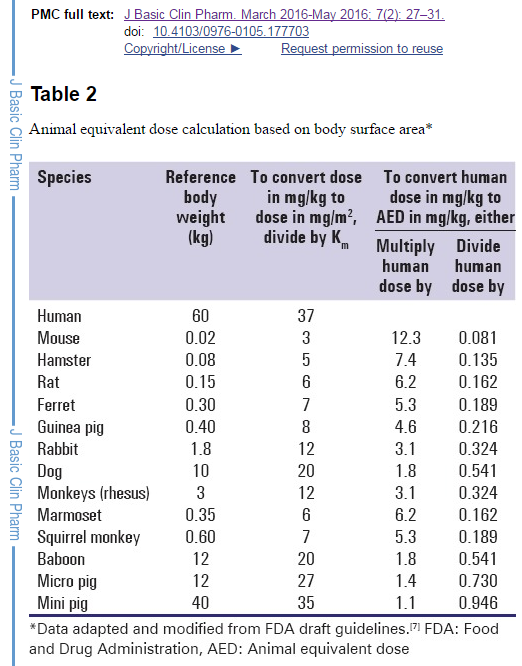 PMC full text: J Basic Clin Pharm. March 2016-May 2016; 7(2): 27–31.
doi: 10.4103/0976-0105.177703
Copyright/License ► Request permission to reuse
J Basic Clin Pharm
J Basic Clin Pharm
Table 2
Animal equivalent dose calculation based on body surface area*
Species Reference To convert dose To convert human
body in mg/kg to dose in mg/kg to
weight dose in mg/m², AED in mg/kg, either
(kg) divide by Km Multiply Divide
human human
dose by dose by
Human 60 37
Mouse 0.02 3 12.3 0.081
Hamster 0.08 5 7.4 0.135
Rat 0.15 6 6.2 0.162
Ferret 0.30 7 5.3 0.189
Guinea pig 0.40 8 4.6 0.216
Rabbit 1.8 12 3.1 0.324
Dog 10 20 1.8 0.541
Monkeys (rhesus) 3 12 3.1 0.324
Marmoset 0.35 6 6.2 0.162
Squirrel monkey 0.60 7 5.3 0.189
Baboon 12 20 1.8 0.541
Micro pig 12 27 1.4 0.730
Mini pig 40 35 1.1 0.946
*Data adapted and modified from FDA draft guidelines.[7] FDA: Food
and Drug Administration, AED: Animal equivalent dose